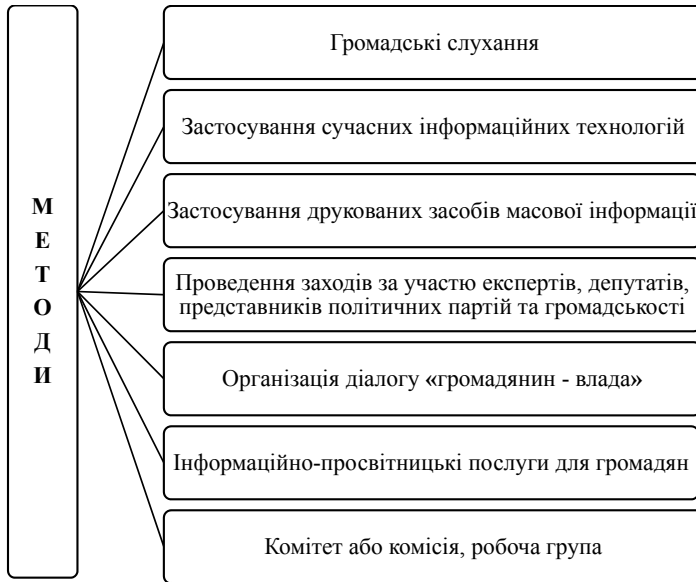 МЕТОДИ
Громадські слухання
Застосування сучасних інформаційних технологій
Застосування друкованих засобів масової інформації
Проведення заходів за участю експертів, депутатів,
представників політичних партій та громадськості
Організація діалогу «громадянин - влада»
Інформаційно-просвітницькі послуги для громадян
Комітет або комісія, робоча група